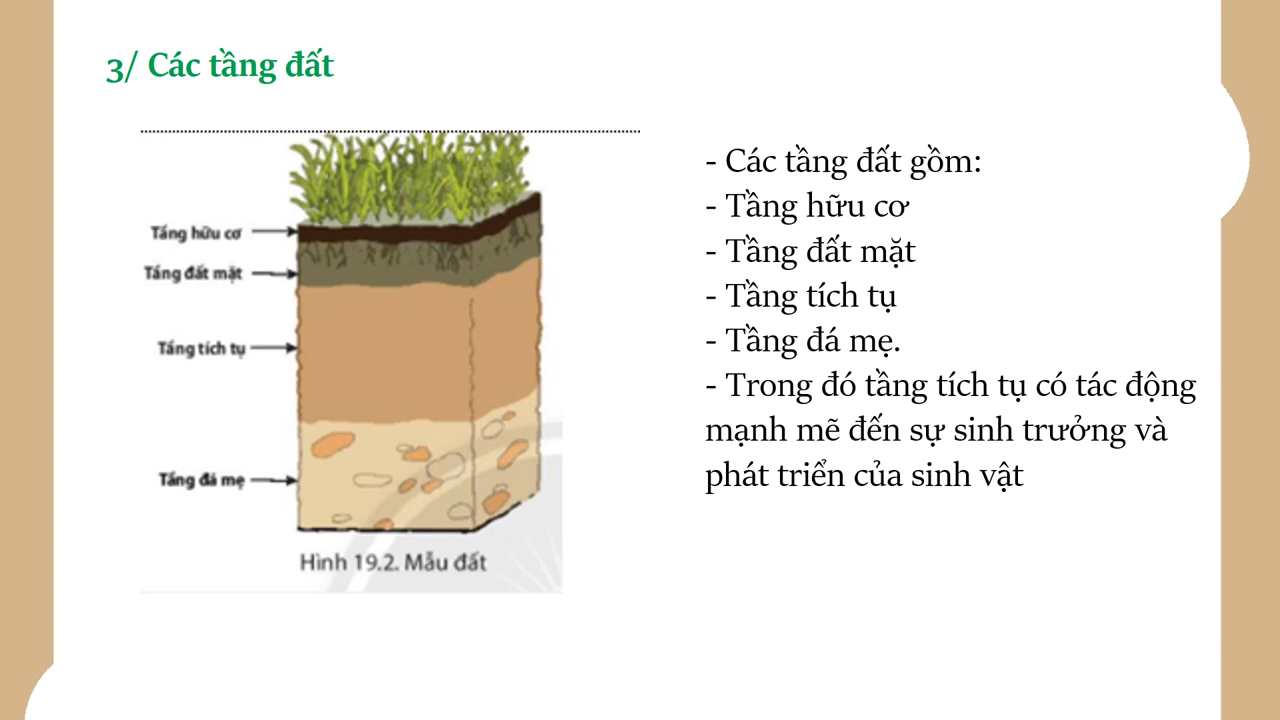 3/ Các tầng đất
Tầng hữu cơ
Tầng đất mặt
Tầng tích tụ
Tầng đá mẹ
Hình 19.2. Mẫu đất
- Các tầng đất gồm:
- Tầng hữu cơ
- Tầng đất mặt
- Tầng tích tụ
- Tầng đá mẹ.
- Trong đó tầng tích tụ có tác động
mạnh mẽ đến sự sinh trưởng và
phát triển của sinh vật